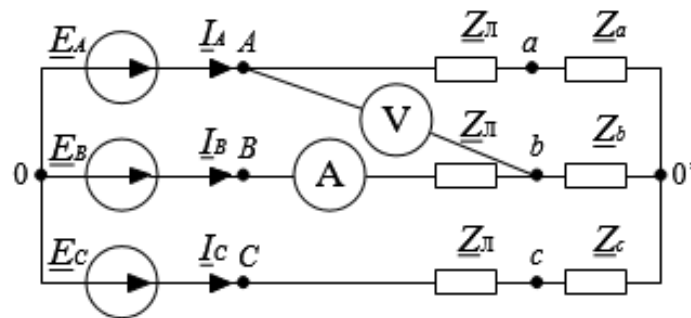 E_A I_A A Z_Л a Z_a
V
E_B I_B B A Z_Л b Z_b
0 0'
E_C I_C C Z_Л c Z_c